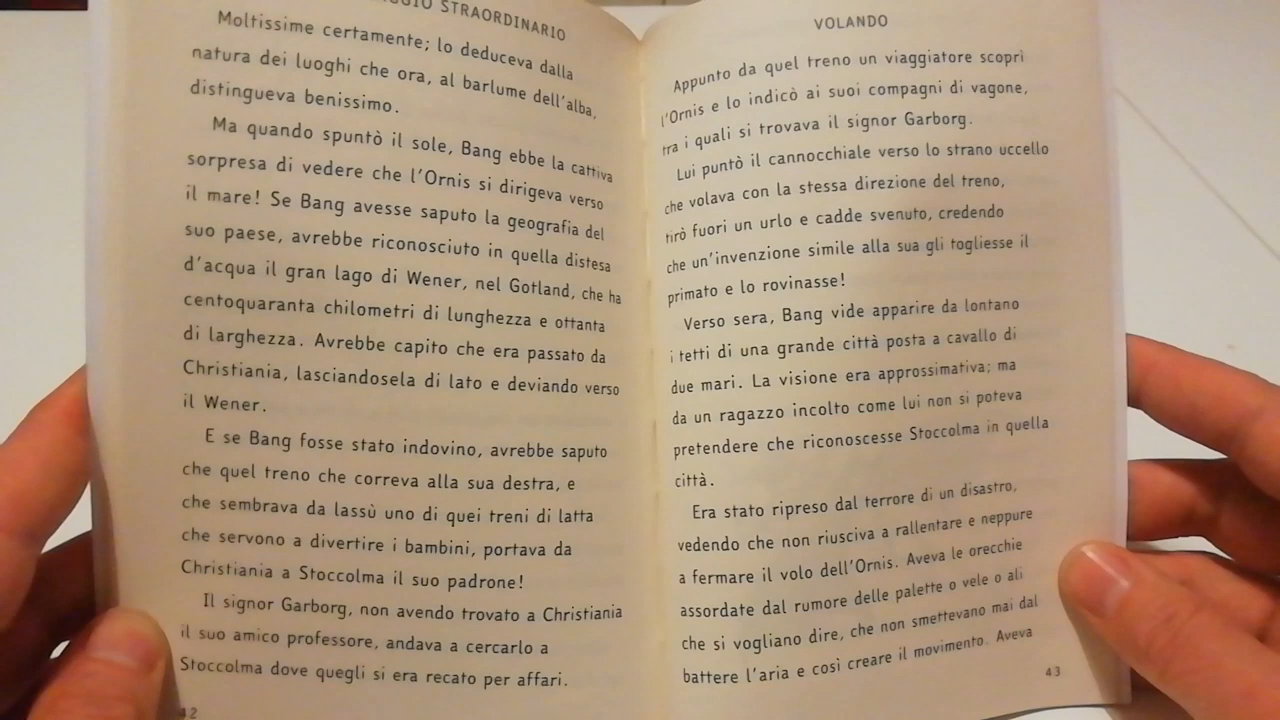 GGIO STRAORDINARIO
Moltissime certamente; lo deduceva dalla
natura dei luoghi che ora, al barlume dell'alba,
distingueva benissimo.
Ma quando spuntò il sole, Bang ebbe la cattiva
sorpresa di vedere che l'Ornis si dirigeva verso
il mare! Se Bang avesse saputo la geografia del
suo paese, avrebbe riconosciuto in quella distesa
d'acqua il gran lago di Wener, nel Gotland, che ha
centoquaranta chilometri di lunghezza e ottanta
di larghezza. Avrebbe capito che era passato da
Christiania, lasciandosela di lato e deviando verso
il Wener.
E se Bang fosse stato indovino, avrebbe saputo
che quel treno che correva alla sua destra, e
che sembrava da lassù uno di quei treni di latta
che servono a divertire i bambini, portava da
Christiania a Stoccolma il suo padrone!
Il signor Garborg, non avendo trovato a Christiania
il suo amico professore, andava a cercarlo a
Stoccolma dove quegli si era recato per affari.
42
VOLANDO
Appunto da quel treno un viaggiatore scoprì
l'Ornis e lo indicò ai suoi compagni di vagone,
tra i quali si trovava il signor Garborg.
Lui puntò il cannocchiale verso lo strano uccello
che volava con la stessa direzione del treno,
tirò fuori un urlo e cadde svenuto, credendo
che un'invenzione simile alla sua gli togliesse il
primato e lo rovinasse!
Verso sera, Bang vide apparire da lontano
i tetti di una grande città posta a cavallo di
due mari. La visione era approssimativa; ma
da un ragazzo incolto come lui non si poteva
pretendere che riconoscesse Stoccolma in quella
città.
Era stato ripreso dal terrore di un disastro,
vedendo che non riusciva a rallentare e neppure
a fermare il volo dell'Ornis. Aveva le orecchie
assordate dal rumore delle palette o vele o ali
che si vogliano dire, che non smettevano mai dal
battere l'aria e così creare il movimento. Aveva
43